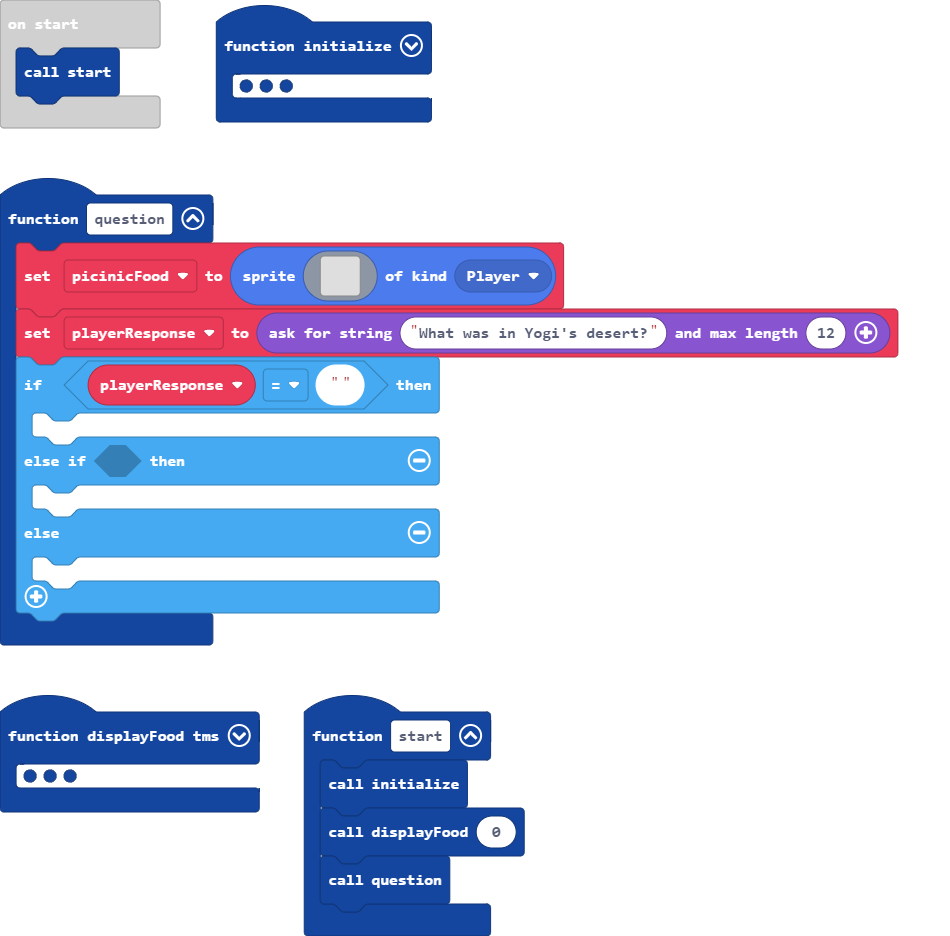 on start
call start
function initialize
function question
set picinicFood to sprite of kind Player
set playerResponse to ask for string "What was in Yogi's desert?" and max length 12
if playerResponse = " " then
else if then
else
function displayFood tms
function start
call initialize
call displayFood 0
call question